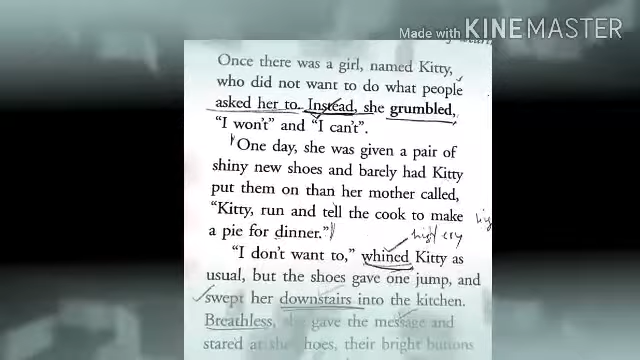 Made with KINEMASTER
Once there was a girl, named Kitty,
who did not want to do what people
asked her to. Instead, she grumbled,
"I won't" and "I can't".
"One day, she was given a pair of
shiny new shoes and barely had Kitty
put them on than her mother called,
"Kitty, run and tell the cook to make
a pie for dinner."
cry
"I don't want to," whined Kitty as
usual, but the shoes gave one jump, and
swept her downstairs into the kitchen.
Breathless, she gave the message and
stared at the shoes, their bright buttons